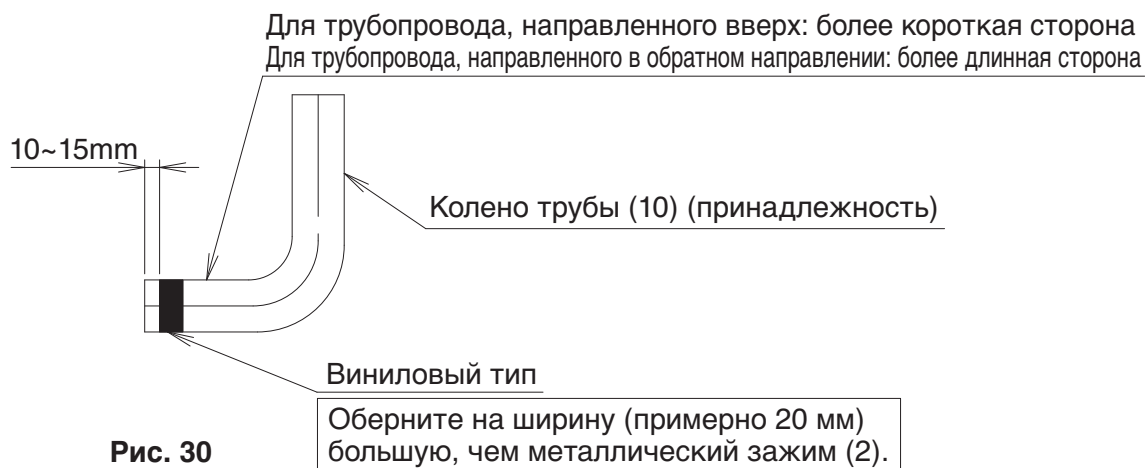 Для трубопровода, направленного вверх: более короткая сторона
Для трубопровода, направленного в обратном направлении: более длинная сторона
10~15mm
Колено трубы (10) (принадлежность)
Виниловый тип
Оберните на ширину (примерно 20 мм)
большую, чем металлический зажим (2).
Рис. 30